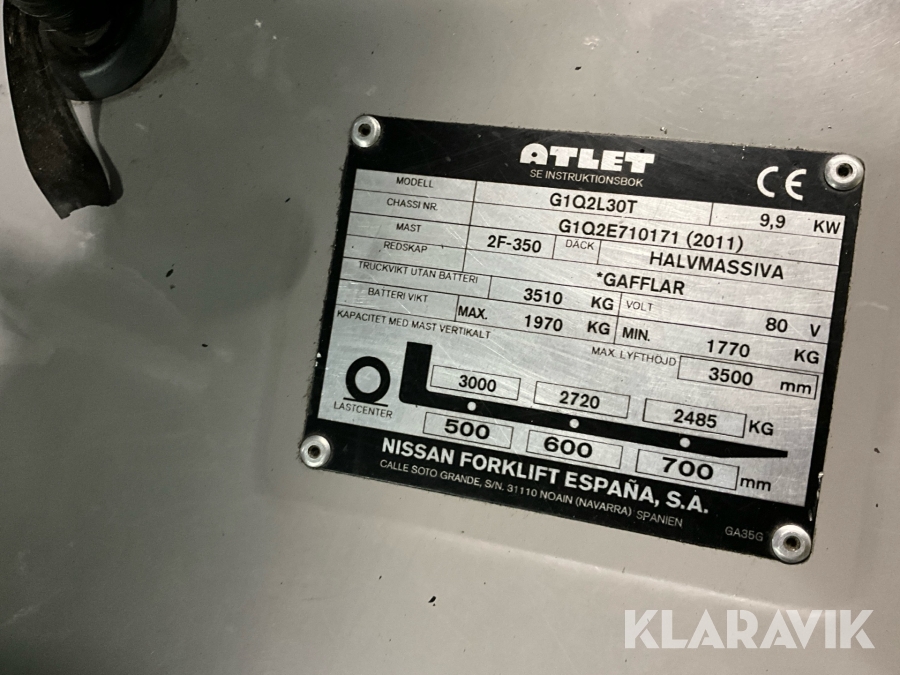 ATLET
SE INSTRUKTIONSBOK
CE
MODELL G1Q2L30T 9,9 KW
CHASSI NR. G1Q2E710171 (2011)
MAST 2F-350 DÄCK HALVMASSIVA
REDSKAP *GAFFLAR
TRUCKVIKT UTAN BATTERI 3510 KG VOLT 80 V
BATTERI VIKT MAX. 1970 KG MIN. 1770 KG
KAPACITET MED MAST VERTIKALT MAX. LYFTHÖJD 3500 mm
3000 2720 2485 KG
LASTCENTER 500 600 700 mm
NISSAN FORKLIFT ESPAÑA, S.A.
CALLE SOTO GRANDE, S/N. 31110 NOAIN (NAVARRA) SPANIEN
GA35G
KLARAVIK